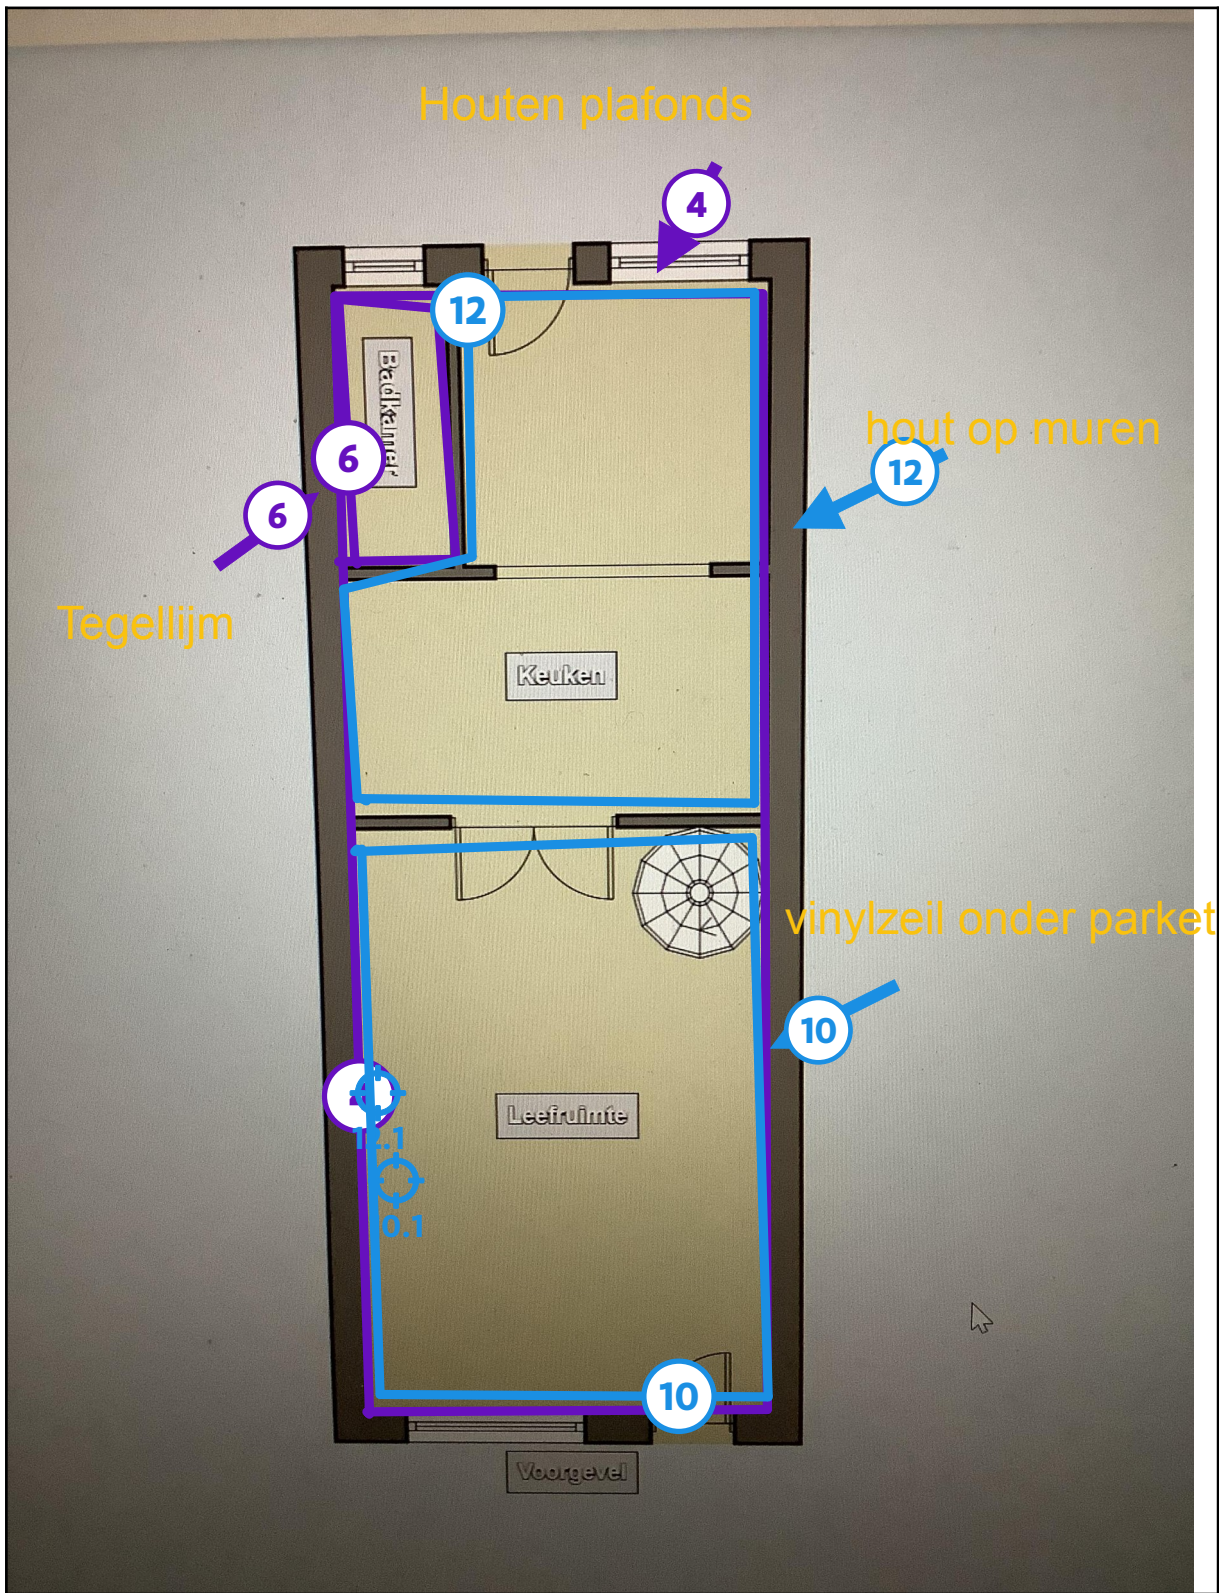 Houten plafonds
4
12
Badkamer
hout op muren
6
12
6
Tegellijm
Keuken
vinylzeil onder parket
10
Leefruimte
12.1
0.1
10
Voorgevel